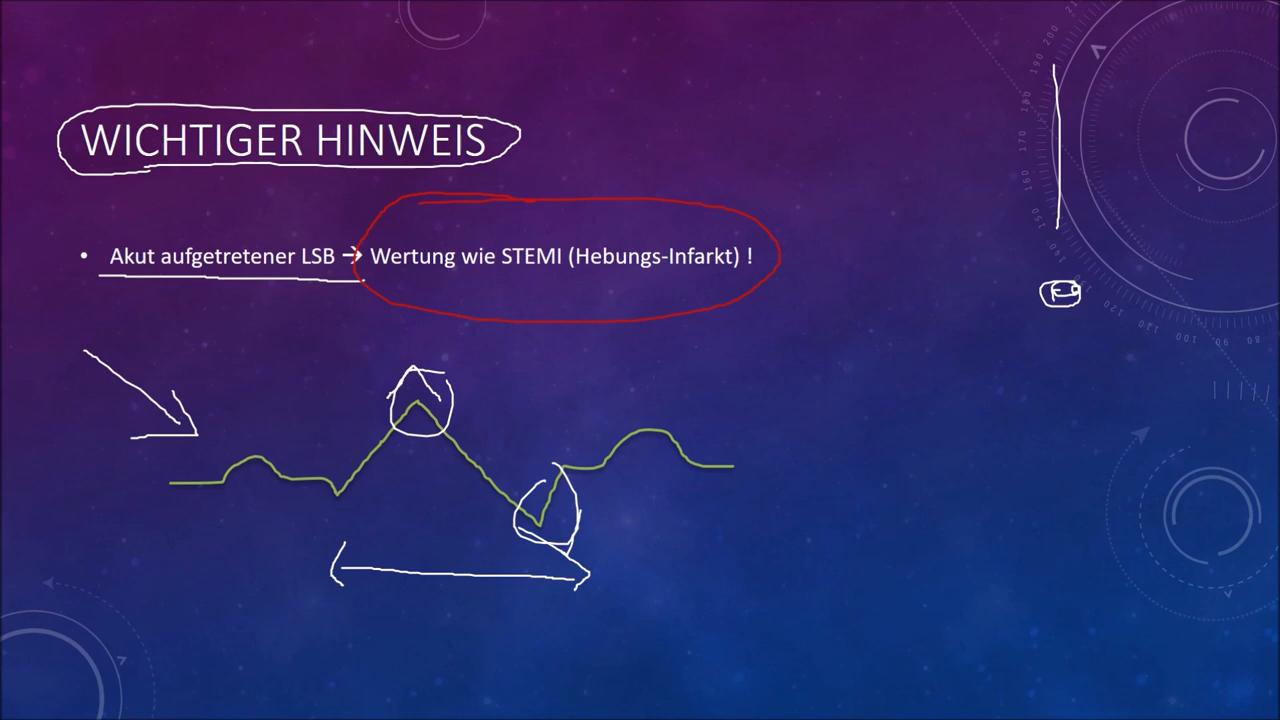 WICHTIGER HINWEIS
• Akut aufgetretener LSB → Wertung wie STEMI (Hebungs-Infarkt) !